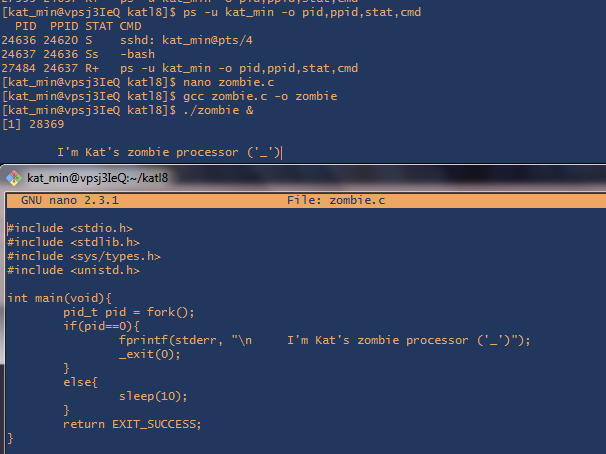 [kat_min@vpsj3IeQ katl8]$ ps -u kat_min -o pid,ppid,stat,cmd
  PID  PPID STAT CMD
24636 24620 S    sshd: kat_min@pts/4
24637 24636 Ss   -bash
27484 24637 R+   ps -u kat_min -o pid,ppid,stat,cmd
[kat_min@vpsj3IeQ katl8]$ nano zombie.c
[kat_min@vpsj3IeQ katl8]$ gcc zombie.c -o zombie
[kat_min@vpsj3IeQ katl8]$ ./zombie &
[1] 28369
        I'm Kat's zombie processor ('_')
kat_min@vpsj3IeQ:~/katl8
GNU nano 2.3.1                         File: zombie.c
#include <stdio.h>
#include <stdlib.h>
#include <sys/types.h>
#include <unistd.h>
int main(void){
        pid_t pid = fork();
        if(pid==0){
                fprintf(stderr, "\n     I'm Kat's zombie processor ('_')");
                _exit(0);
        }
        else{
                sleep(10);
        }
        return EXIT_SUCCESS;
}